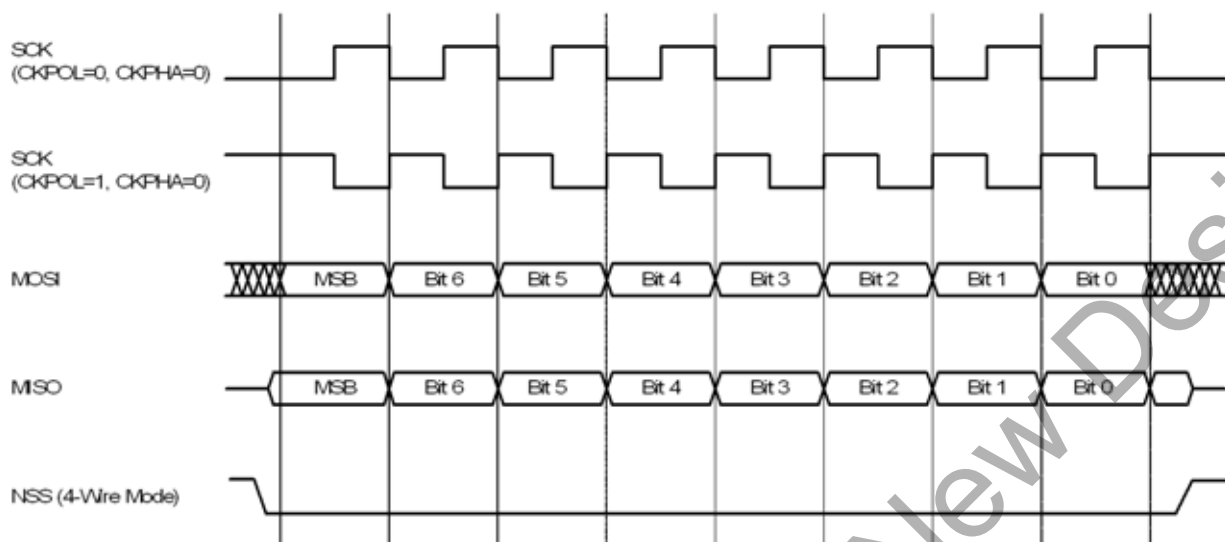 SCK
(CKPOL=0, CKPHA=0)
SCK
(CKPOL=1, CKPHA=0)
MOSI
MSB Bit 6 Bit 5 Bit 4 Bit 3 Bit 2 Bit 1 Bit 0
MISO
MSB Bit 6 Bit 5 Bit 4 Bit 3 Bit 2 Bit 1 Bit 0
NSS (4-Wire Mode)
New